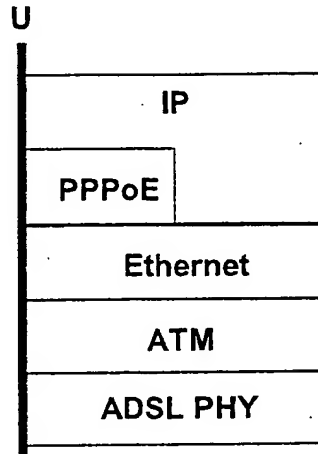 U
IP
PPPoE
Ethernet
ATM
ADSL PHY